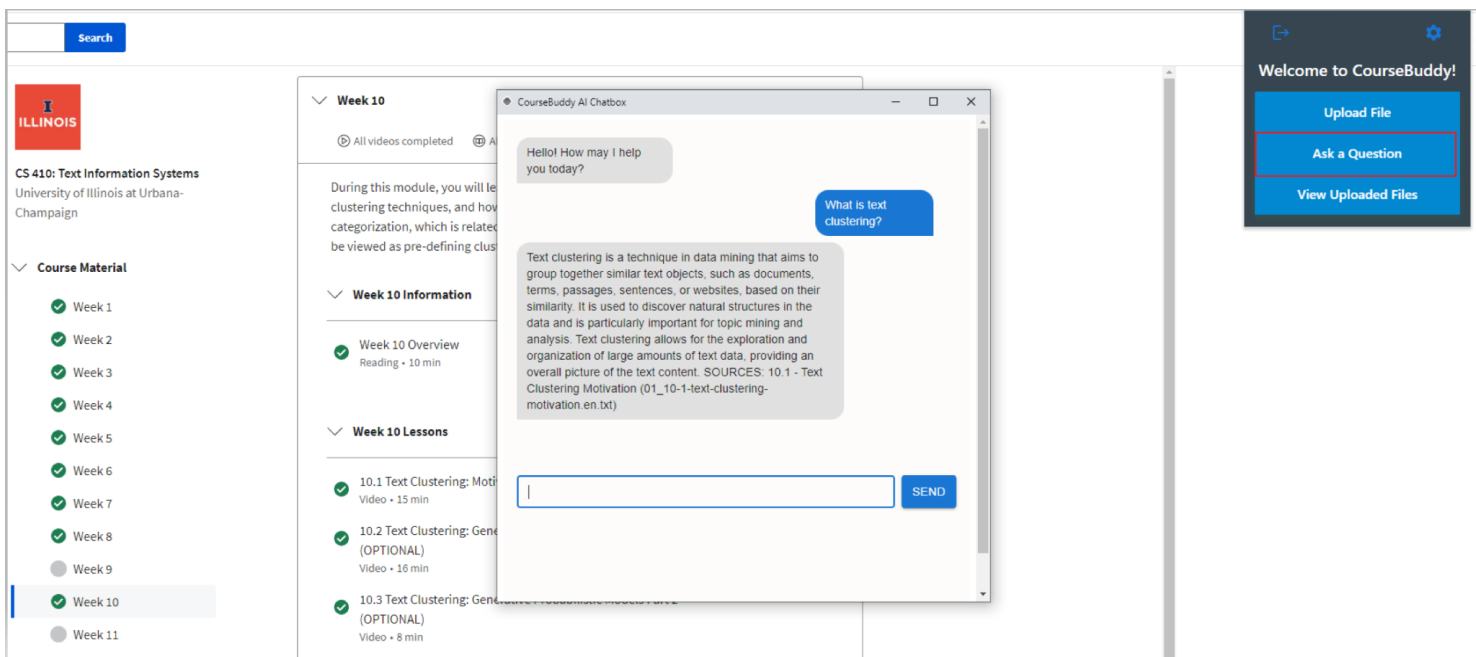 Search
I
ILLINOIS
CS 410: Text Information Systems
University of Illinois at Urbana-
Champaign
Course Material
Week 1
Week 2
Week 3
Week 4
Week 5
Week 6
Week 7
Week 8
Week 9
Week 10
Week 11
Week 10
All videos completed
During this module, you will le
clustering techniques, and how
categorization, which is related
be viewed as pre-defining clus
Week 10 Information
Week 10 Overview
Reading • 10 min
Week 10 Lessons
10.1 Text Clustering: Moti
Video • 15 min
10.2 Text Clustering: Gene
(OPTIONAL)
Video • 16 min
10.3 Text Clustering: Generative Probabilistic Models Part 2
(OPTIONAL)
Video • 8 min
CourseBuddy AI Chatbox
Hello! How may I help
you today?
What is text
clustering?
Text clustering is a technique in data mining that aims to
group together similar text objects, such as documents,
terms, passages, sentences, or websites, based on their
similarity. It is used to discover natural structures in the
data and is particularly important for topic mining and
analysis. Text clustering allows for the exploration and
organization of large amounts of text data, providing an
overall picture of the text content. SOURCES: 10.1 - Text
Clustering Motivation (01_10-1-text-clustering-
motivation.en.txt)
SEND
Welcome to CourseBuddy!
Upload File
Ask a Question
View Uploaded Files